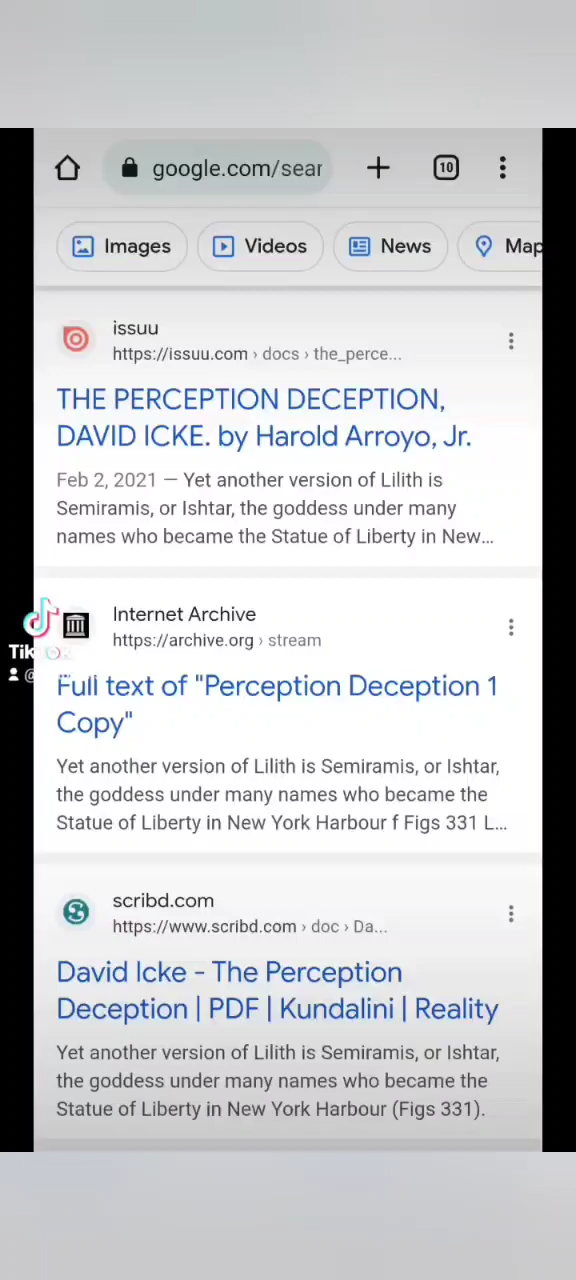 google.com/sear
10
Images
Videos
News
Map
issuu
https://issuu.com › docs › the_perce...
THE PERCEPTION DECEPTION,
DAVID ICKE. by Harold Arroyo, Jr.
Feb 2, 2021 — Yet another version of Lilith is
Semiramis, or Ishtar, the goddess under many
names who became the Statue of Liberty in New...
Internet Archive
https://archive.org › stream
TikTok
@
Full text of "Perception Deception 1
Copy"
Yet another version of Lilith is Semiramis, or Ishtar,
the goddess under many names who became the
Statue of Liberty in New York Harbour f Figs 331 L...
scribd.com
https://www.scribd.com › doc › Da...
David Icke - The Perception
Deception | PDF | Kundalini | Reality
Yet another version of Lilith is Semiramis, or Ishtar,
the goddess under many names who became the
Statue of Liberty in New York Harbour (Figs 331).